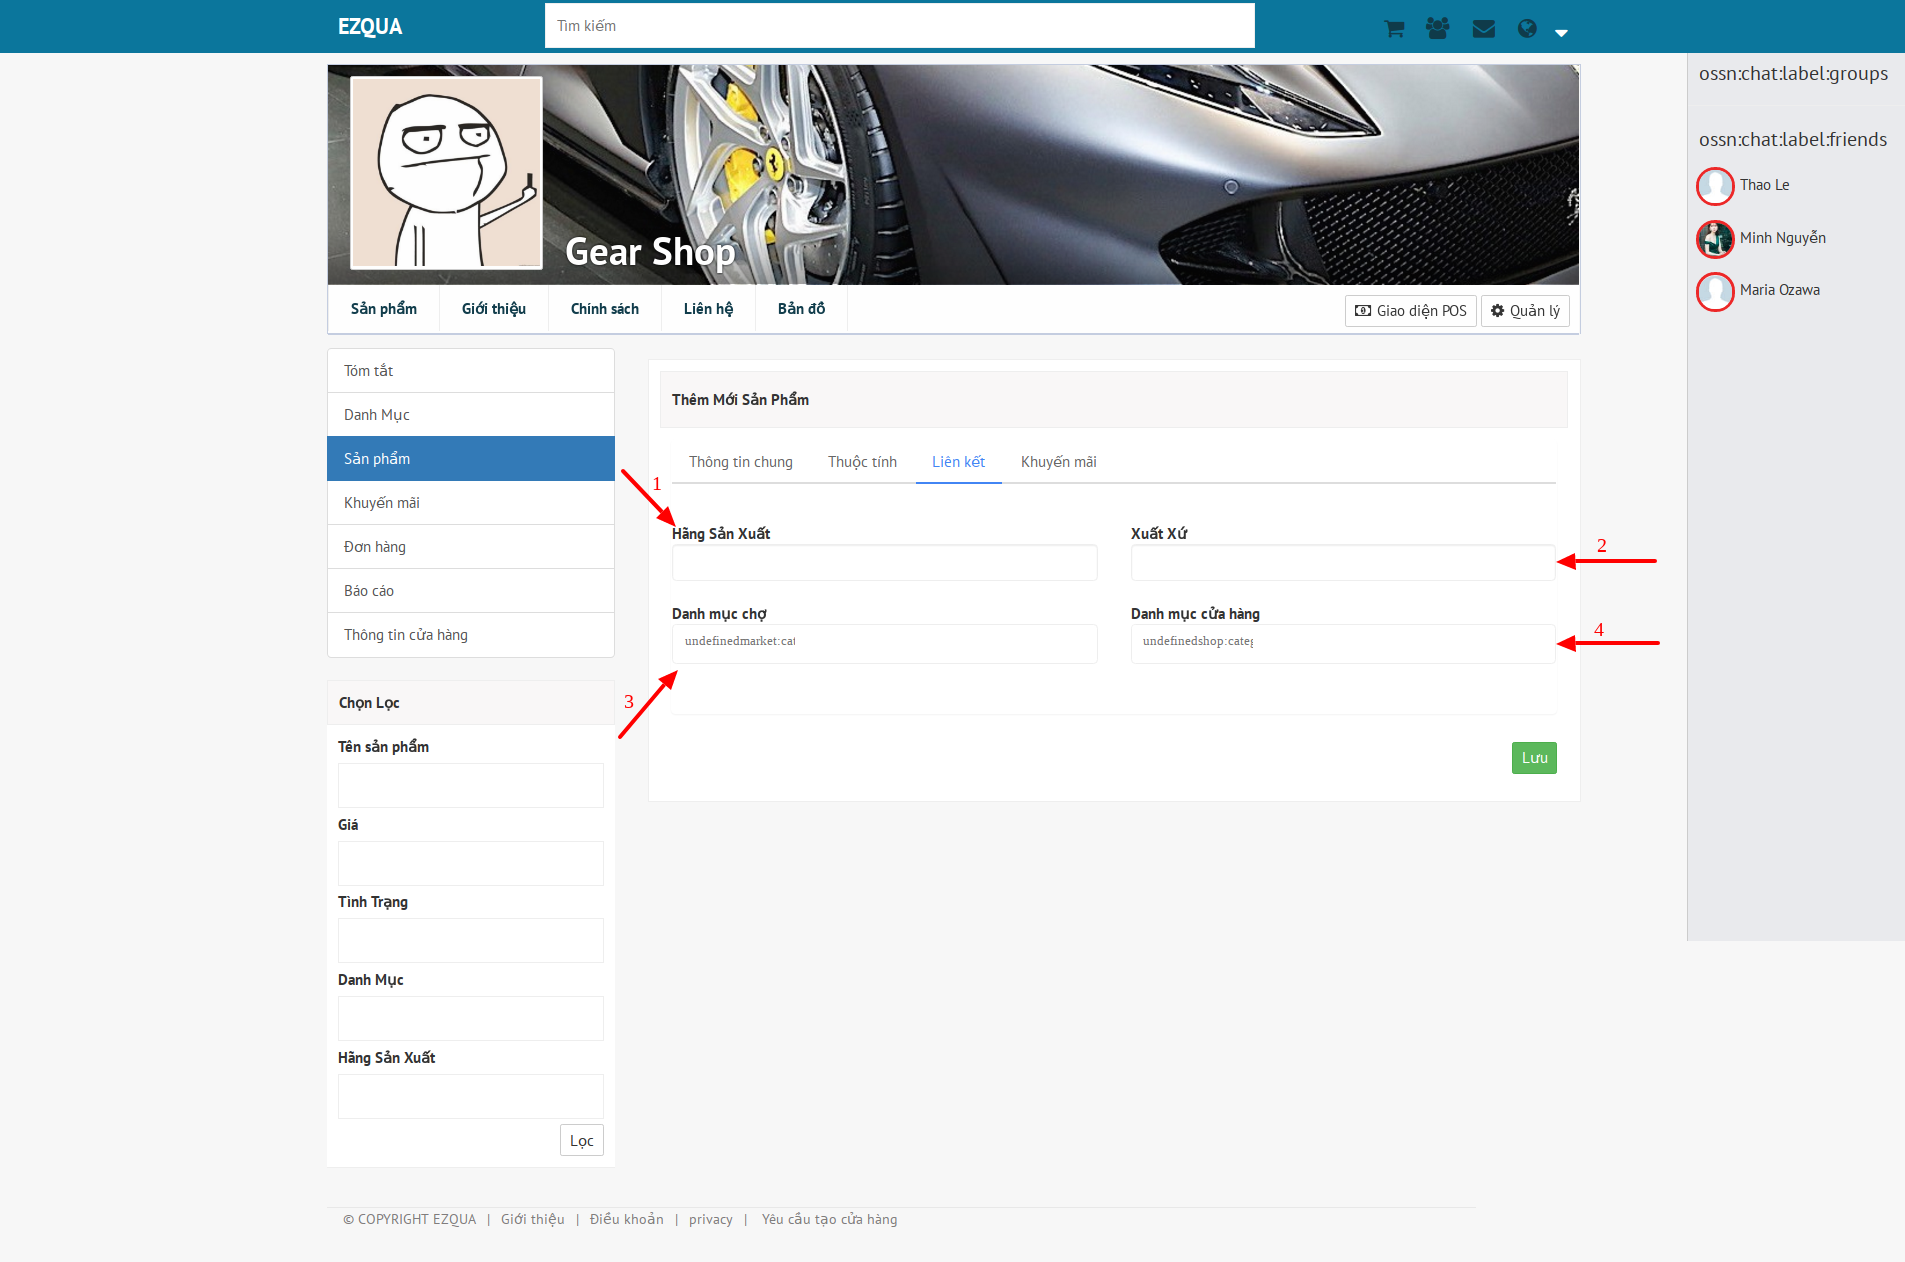 EZQUA
Tìm kiếm
Gear Shop
Sản phẩm
Giới thiệu
Chính sách
Liên hệ
Bản đồ
Giao diện POS
Quản lý
ossn:chat:label:groups
ossn:chat:label:friends
Thao Le
Minh Nguyễn
Maria Ozawa
Tóm tắt
Danh Mục
Sản phẩm
Khuyến mãi
Đơn hàng
Báo cáo
Thông tin cửa hàng
Chọn Lọc
Tên sản phẩm
Giá
Tình Trạng
Danh Mục
Hãng Sản Xuất
Lọc
Thêm Mới Sản Phẩm
Thông tin chung
Thuộc tính
Liên kết
Khuyến mãi
1
Hãng Sản Xuất
Xuất Xứ
2
Danh mục chợ
Danh mục cửa hàng
undefinedmarket:cat
undefinedshop:categ
4
3
Lưu
© COPYRIGHT EZQUA | Giới thiệu | Điều khoản | privacy | Yêu cầu tạo cửa hàng